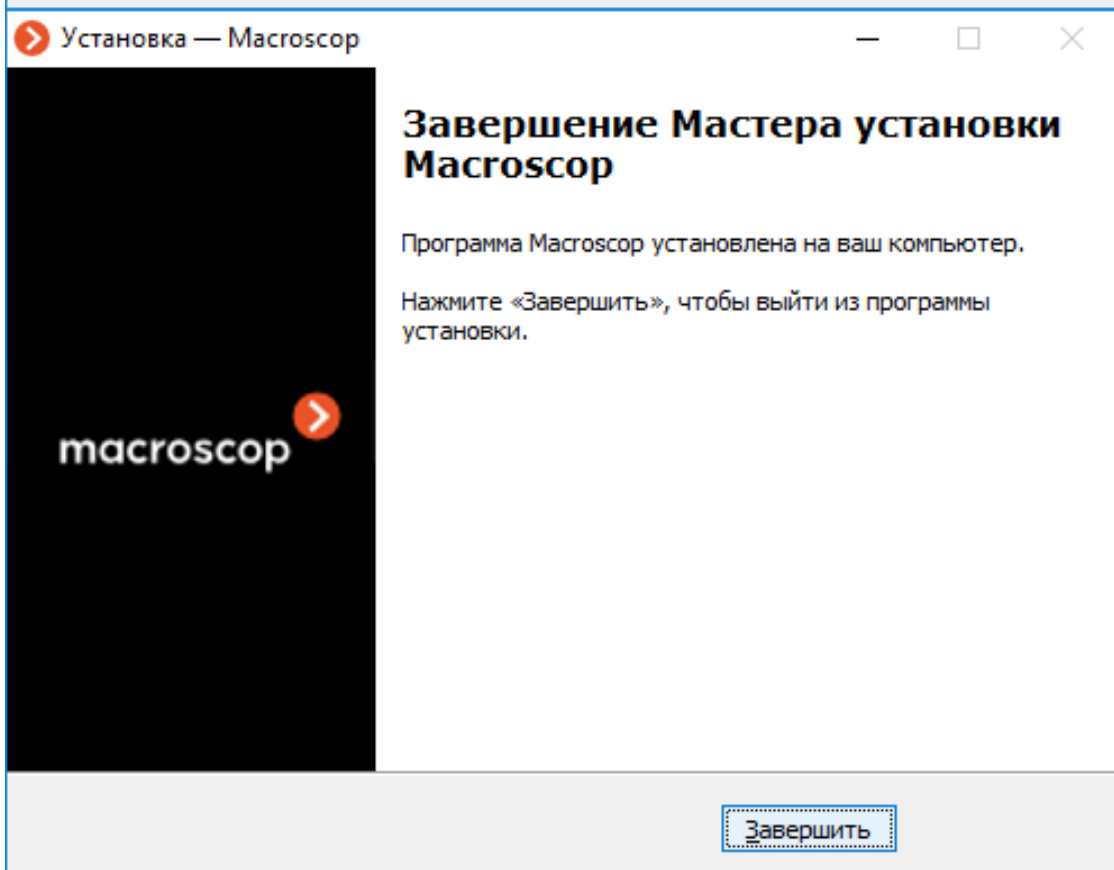 Установка — Macroscop
Завершение Мастера установки
Macroscop
Программа Macroscop установлена на ваш компьютер.
Нажмите «Завершить», чтобы выйти из программы
установки.
macroscop
Завершить